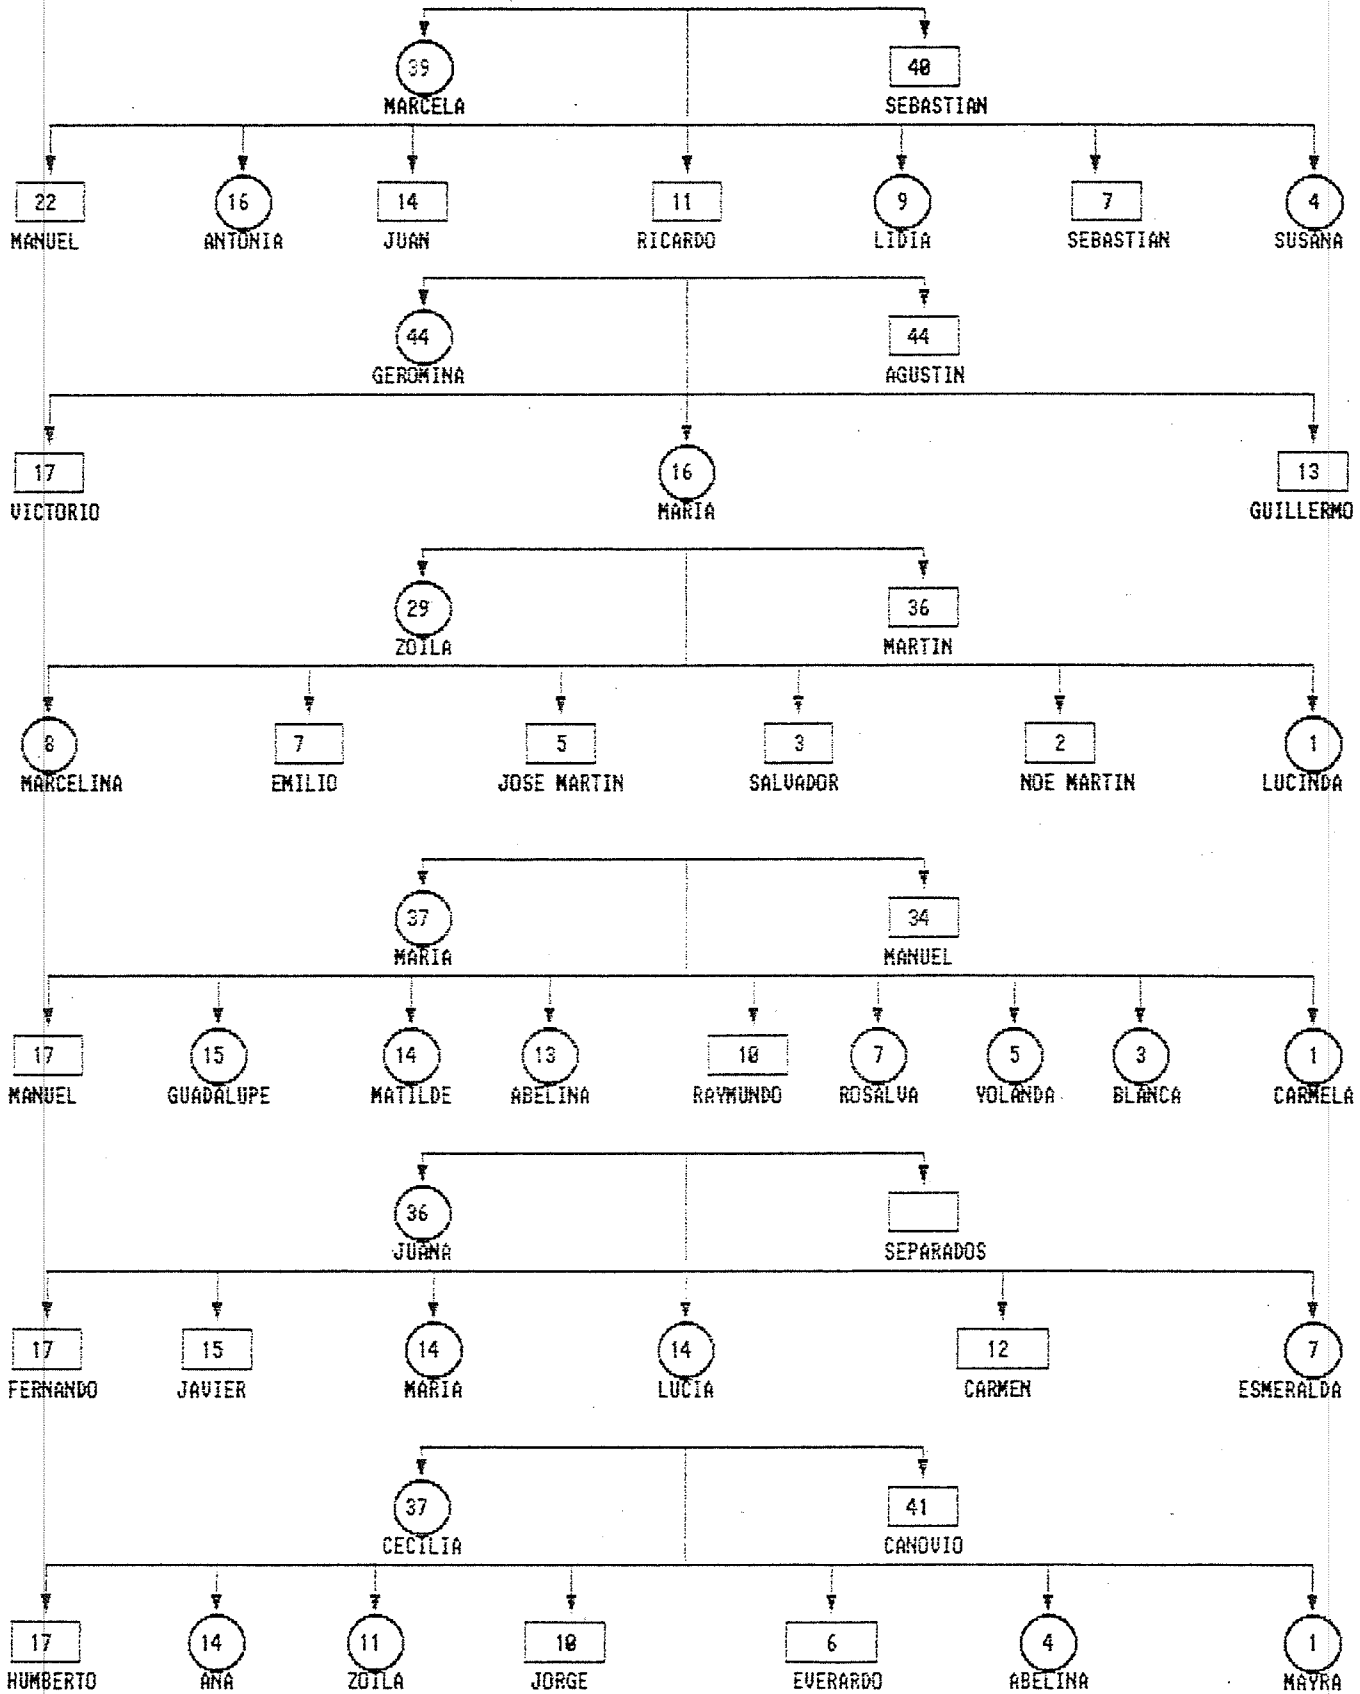 39 40
MARCELA SEBASTIAN
22 16 14 11 9 7 4
MANUEL ANTONIA JUAN RICARDO LIDIA SEBASTIAN SUSANA
44 44
GEROMINA AGUSTIN
17 16 13
VICTORIO MARIA GUILLERMO
29 36
ZOILA MARTIN
8 7 5 3 2 1
MARCELINA EMILIO JOSE MARTIN SALVADOR NOE MARTIN LUCINDA
37 34
MARIA MANUEL
17 15 14 13 10 7 5 3 1
MANUEL GUADALUPE MATILDE ABELINA RAYMUNDO ROSALVA YOLANDA BLANCA CARMELA
36
JUANA SEPARADOS
17 15 14 14 12 7
FERNANDO JAVIER MARIA LUCIA CARMEN ESMERALDA
37 41
CECILIA CANOVIO
17 14 11 10 6 4 1
HUMBERTO ANA ZOILA JORGE EVERARDO ABELINA MAYRA